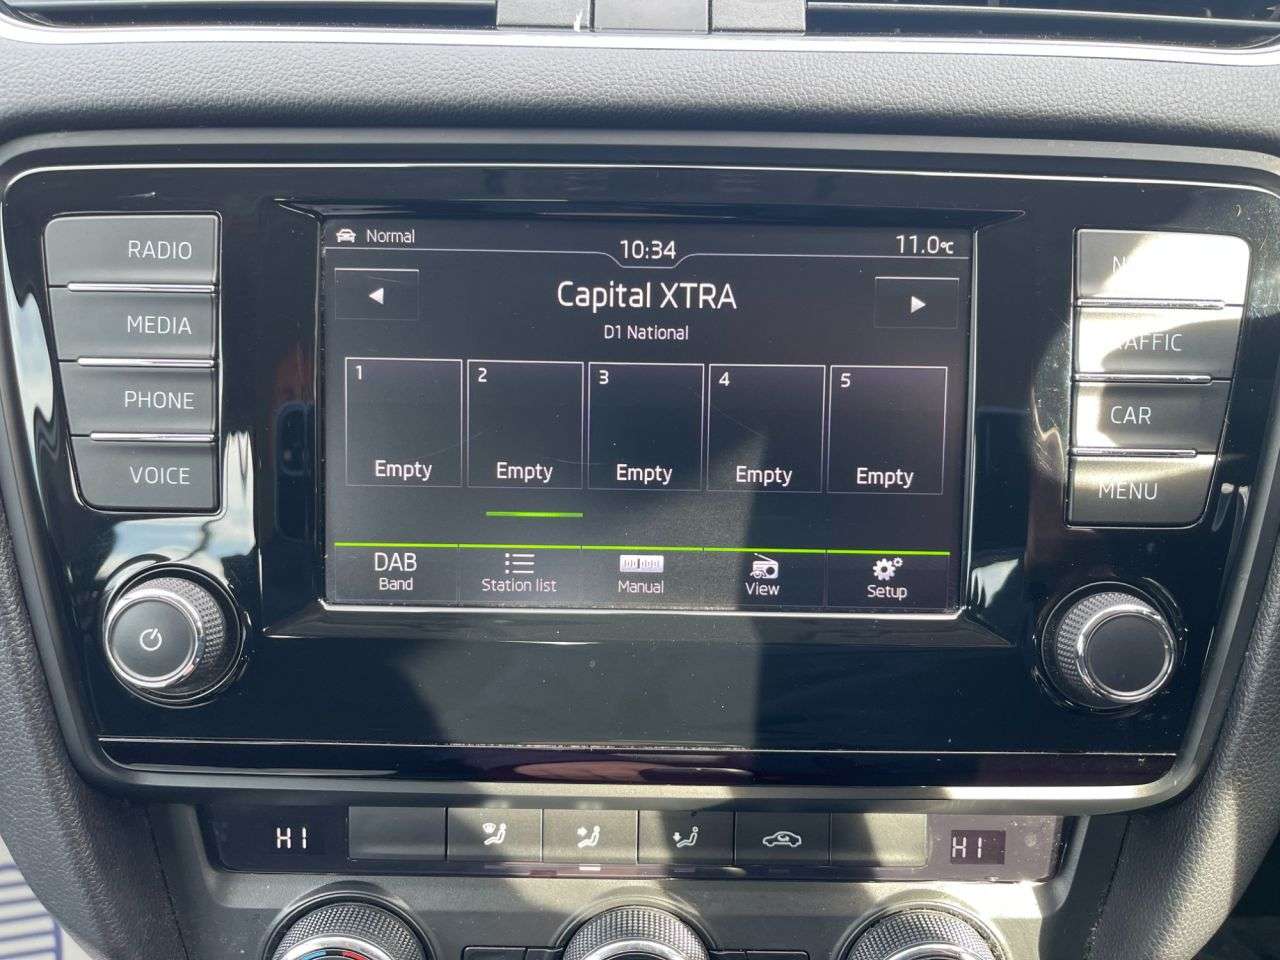 Normal
10:34
11.0°C
Capital XTRA
D1 National
1
2
3
4
5
Empty
Empty
Empty
Empty
Empty
DAB
Band
Station list
Manual
View
Setup
RADIO
MEDIA
PHONE
VOICE
CAR
MENU
HI
HI